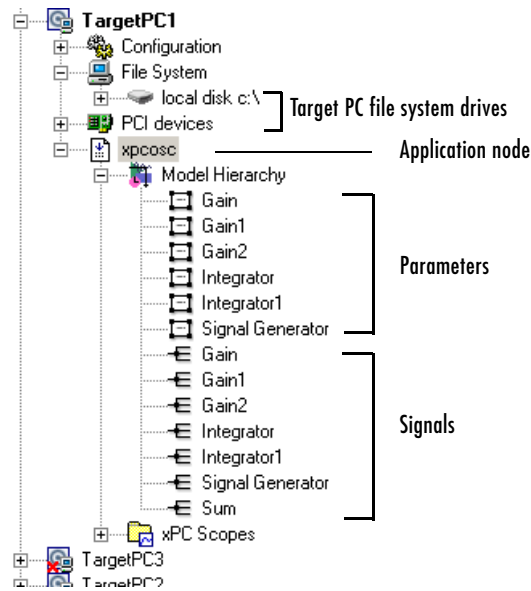 TargetPC1
Configuration
File System
local disk c:\
Target PC file system drives
PCI devices
xpcosc
Application node
Model Hierarchy
Gain
Gain1
Gain2
Parameters
Integrator
Integrator1
Signal Generator
Gain
Gain1
Gain2
Signals
Integrator
Integrator1
Signal Generator
Sum
xPC Scopes
TargetPC3
TargetPC2